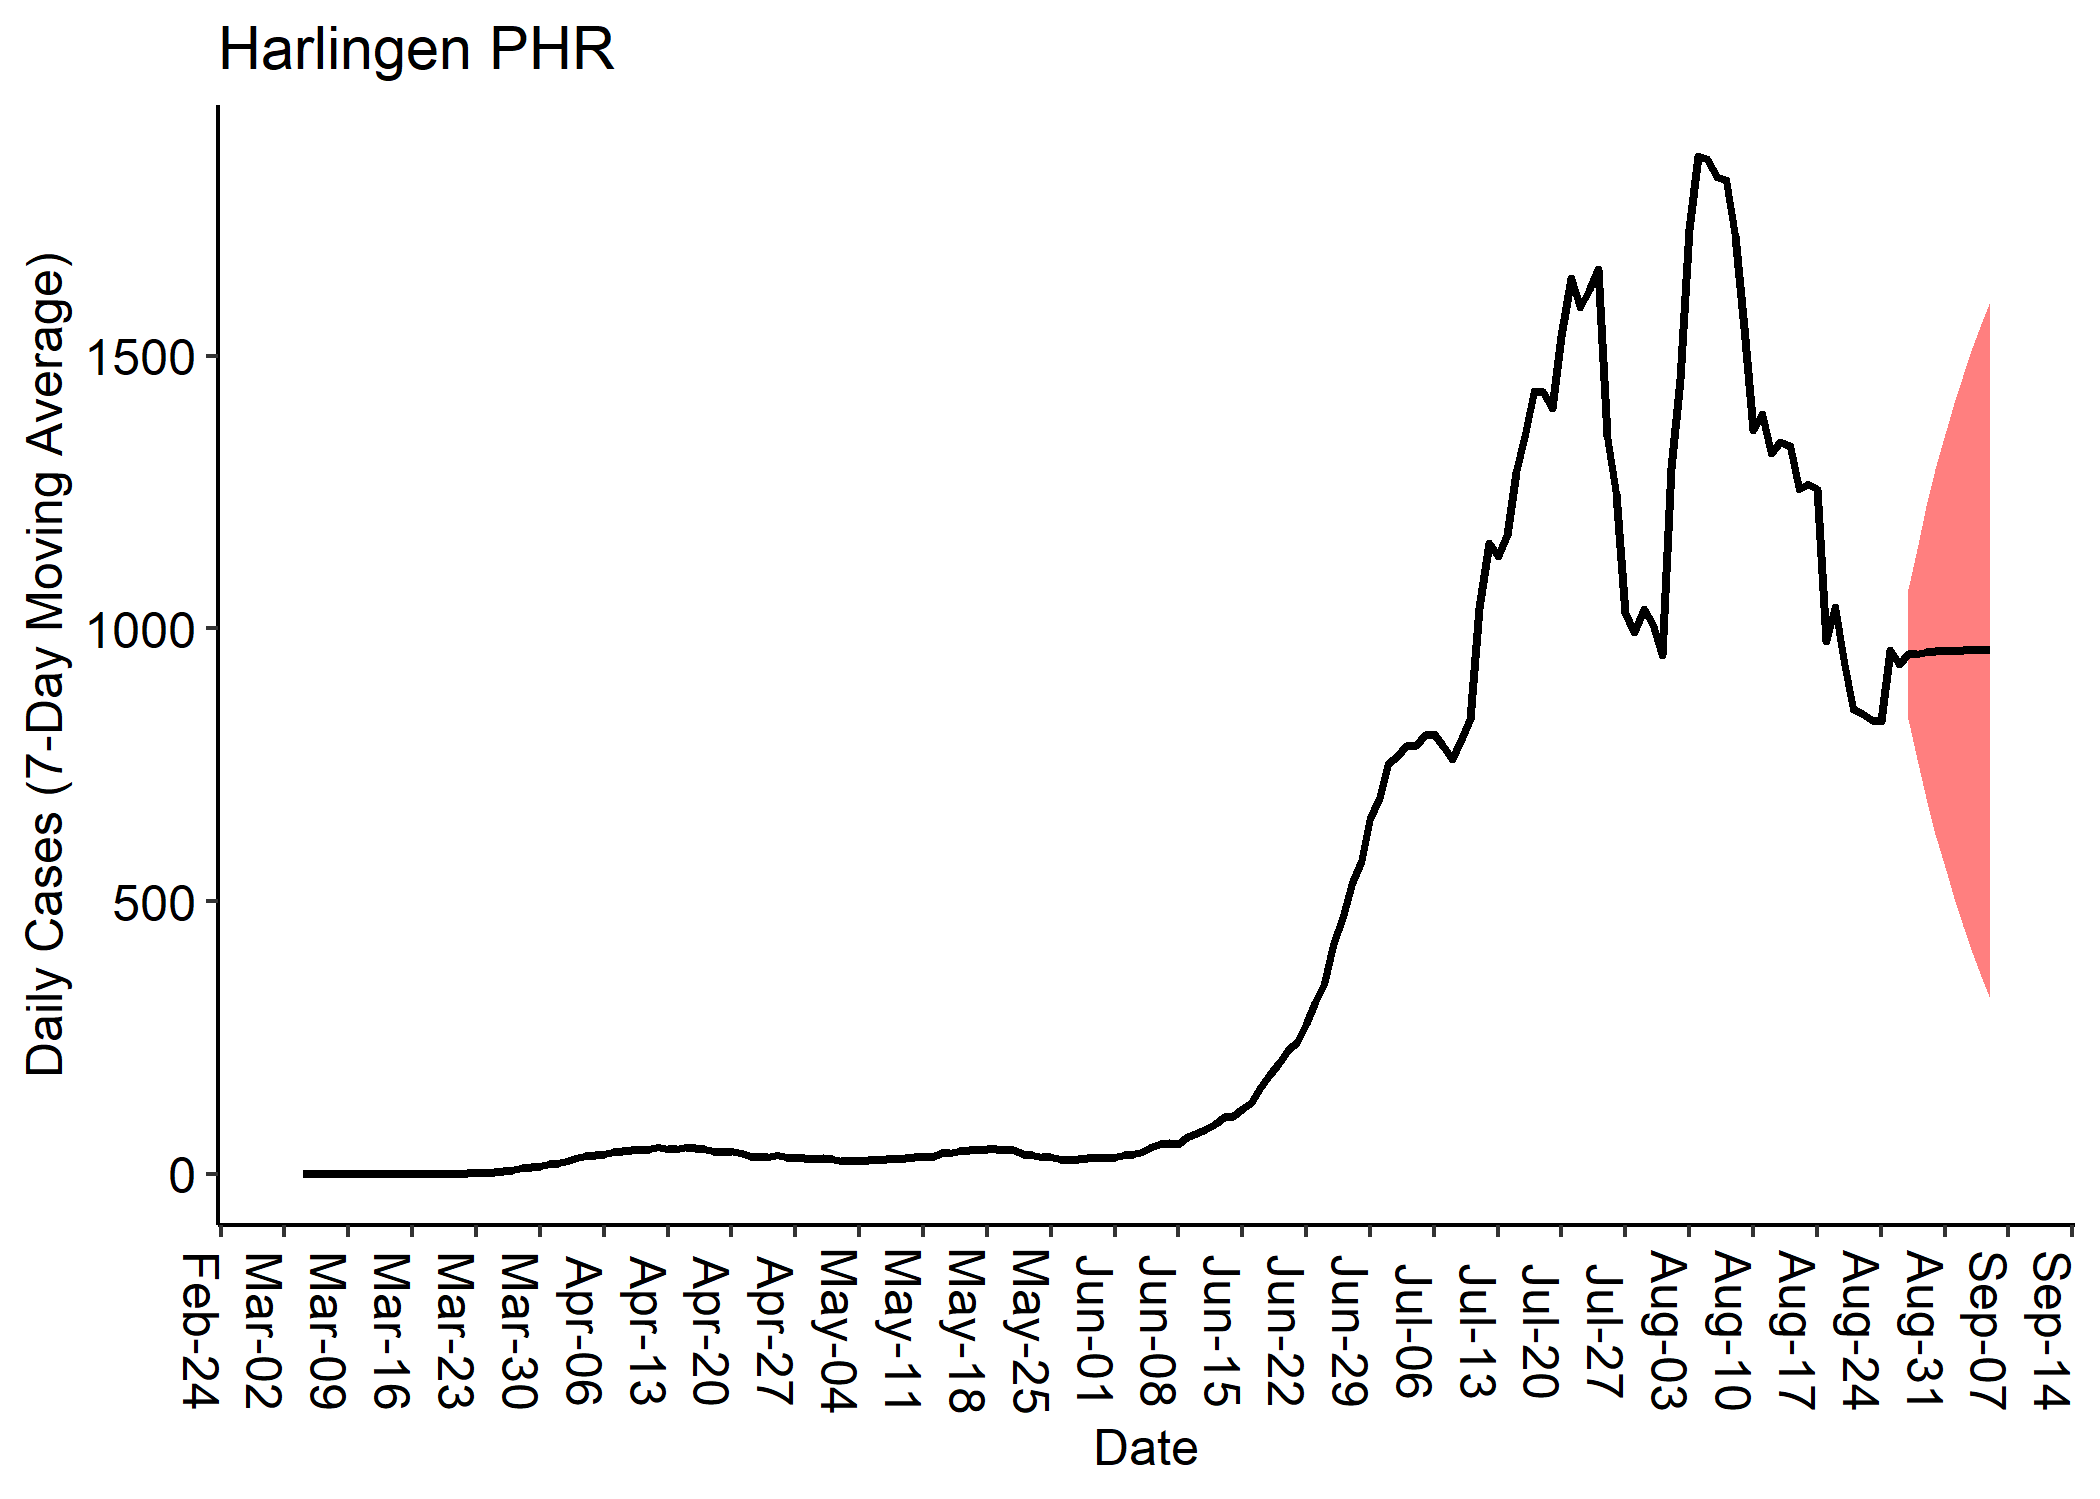 Harlingen PHR
Daily Cases (7-Day Moving Average)
1500
1000
500
0
Feb-24
Mar-02
Mar-09
Mar-16
Mar-23
Mar-30
Apr-06
Apr-13
Apr-20
Apr-27
May-04
May-11
May-18
May-25
Jun-01
Jun-08
Jun-15
Jun-22
Jun-29
Jul-06
Jul-13
Jul-20
Jul-27
Aug-03
Aug-10
Aug-17
Aug-24
Aug-31
Sep-07
Sep-14
Date